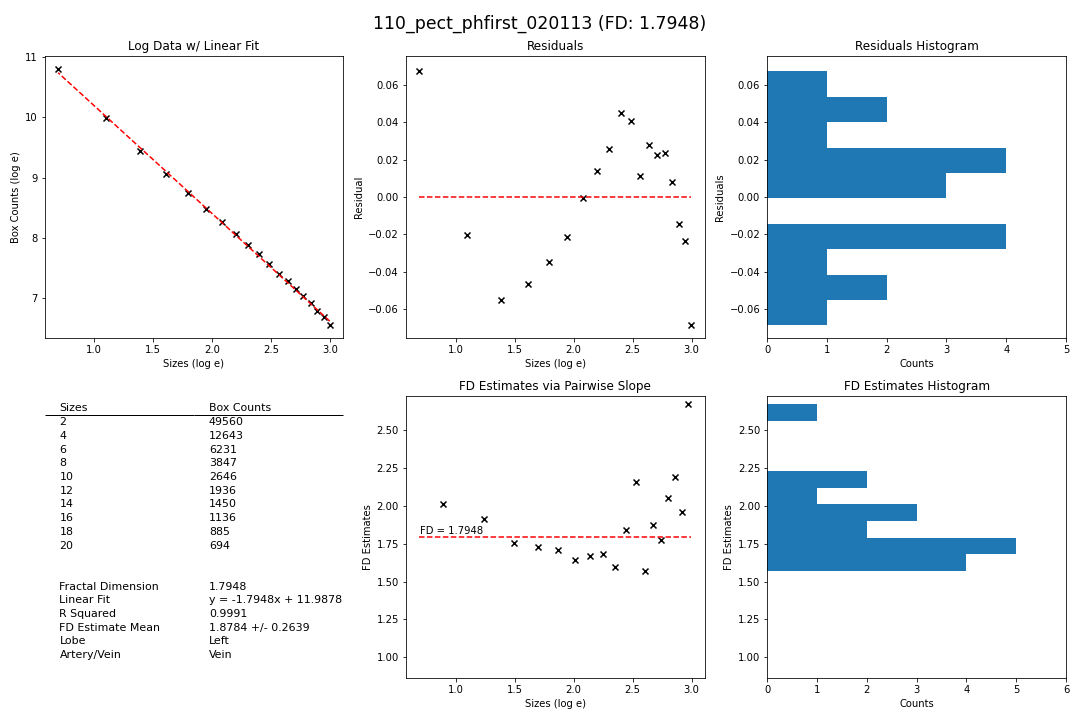 110_pect_phfirst_020113 (FD: 1.7948)
Log Data w/ Linear Fit
11
10
9
8
7
Box Counts (log e)
1.0 1.5 2.0 2.5 3.0
Sizes (log e)
Residuals
0.06
0.04
0.02
0.00
−0.02
−0.04
−0.06
Residual
1.0 1.5 2.0 2.5 3.0
Sizes (log e)
Residuals Histogram
0.06
0.04
0.02
0.00
−0.02
−0.04
−0.06
Residuals
0 1 2 3 4 5
Counts
Sizes Box Counts
2 49560
4 12643
6 6231
8 3847
10 2646
12 1936
14 1450
16 1136
18 885
20 694
Fractal Dimension 1.7948
Linear Fit y = -1.7948x + 11.9878
R Squared 0.9991
FD Estimate Mean 1.8784 +/- 0.2639
Lobe Left
Artery/Vein Vein
FD Estimates via Pairwise Slope
2.50
2.25
2.00
1.75
1.50
1.25
1.00
FD Estimates
FD = 1.7948
1.0 1.5 2.0 2.5 3.0
Sizes (log e)
FD Estimates Histogram
2.50
2.25
2.00
1.75
1.50
1.25
1.00
FD Estimates
0 1 2 3 4 5 6
Counts